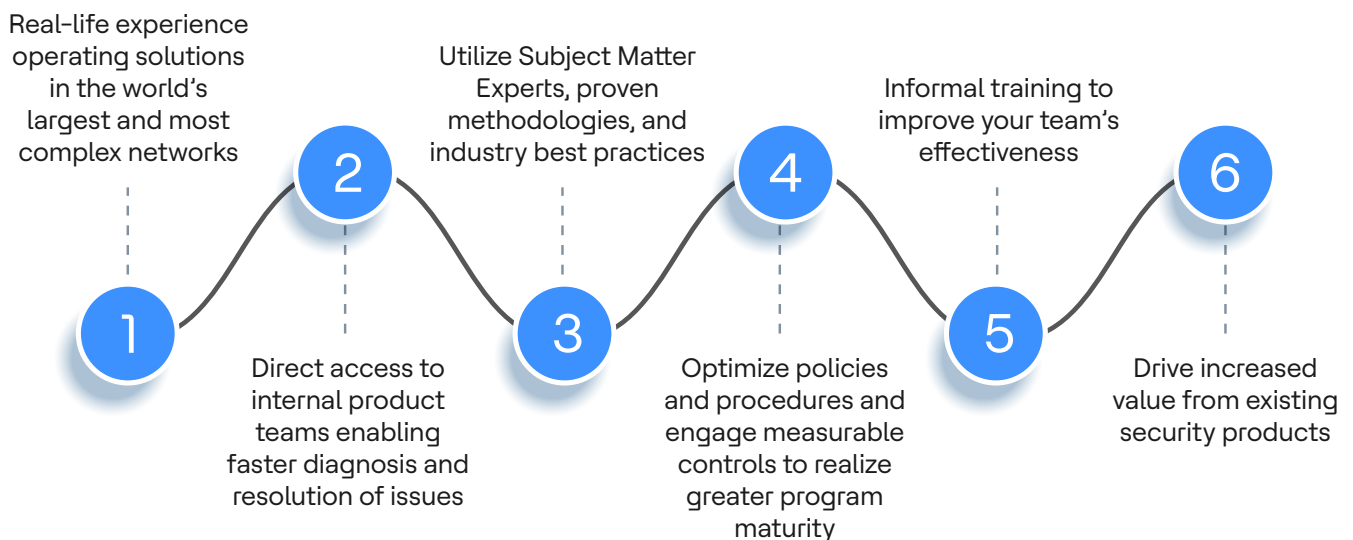 Real-life experience
operating solutions
in the world's
largest and most
complex networks
1
2
Direct access to
internal product
teams enabling
faster diagnosis and
resolution of issues
Utilize Subject Matter
Experts, proven
methodologies, and
industry best practices
3
4
Optimize policies
and procedures and
engage measurable
controls to realize
greater program
maturity
Informal training to
improve your team's
effectiveness
5
6
Drive increased
value from existing
security products